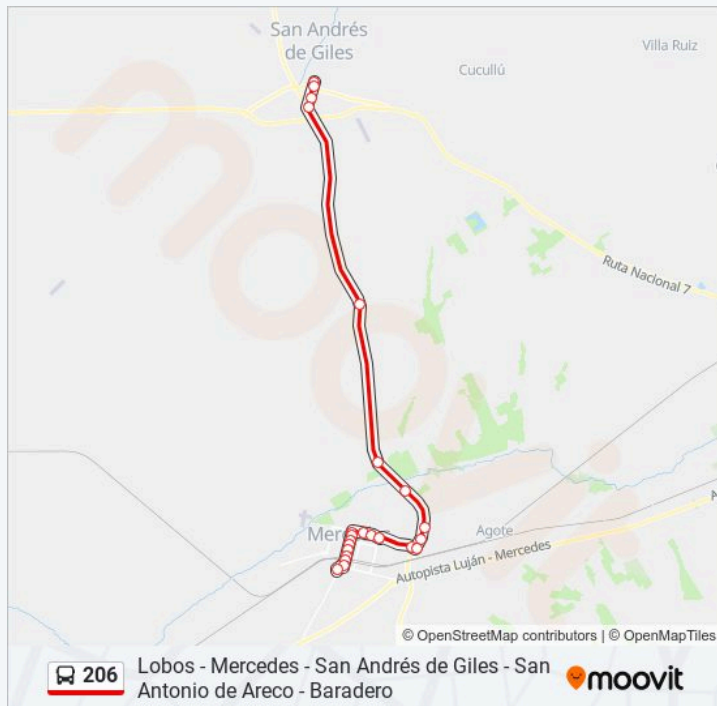 San Andrés
de Giles
Villa Ruiz
Cucullú
Ruta Nacional 7
Agote
Autopista Luján - Mercedes
© OpenStreetMap contributors | © OpenMapTiles
206
Lobos - Mercedes - San Andrés de Giles - San
Antonio de Areco - Baradero
moovit
moovit